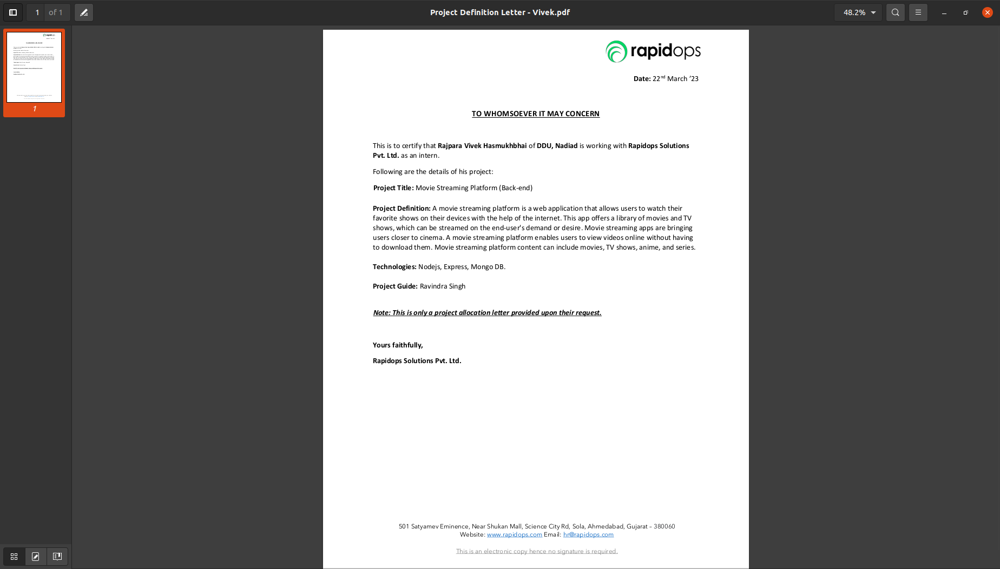 1 of 1
Project Definition Letter - Vivek.pdf
48.2%
1
rapidops
Date: 22nd March ’23
TO WHOMSOEVER IT MAY CONCERN
This is to certify that Rajpara Vivek Hasmukhbhai of DDU, Nadiad is working with Rapidops Solutions
Pvt. Ltd. as an intern.
Following are the details of his project:
Project Title: Movie Streaming Platform (Back-end)
Project Definition: A movie streaming platform is a web application that allows users to watch their
favorite shows on their devices with the help of the internet. This app offers a library of movies and TV
shows, which can be streamed on the end-user's demand or desire. Movie streaming apps are bringing
users closer to cinema. A movie streaming platform enables users to view videos online without having
to download them. Movie streaming platform content can include movies, TV shows, anime, and series.
Technologies: Nodejs, Express, Mongo DB.
Project Guide: Ravindra Singh
Note: This is only a project allocation letter provided upon their request.
Yours faithfully,
Rapidops Solutions Pvt. Ltd.
501 Satyamev Eminence, Near Shukan Mall, Science City Rd, Sola, Ahmedabad, Gujarat – 380060
Website: www.rapidops.com Email: hr@rapidops.com
This is an electronic copy hence no signature is required.